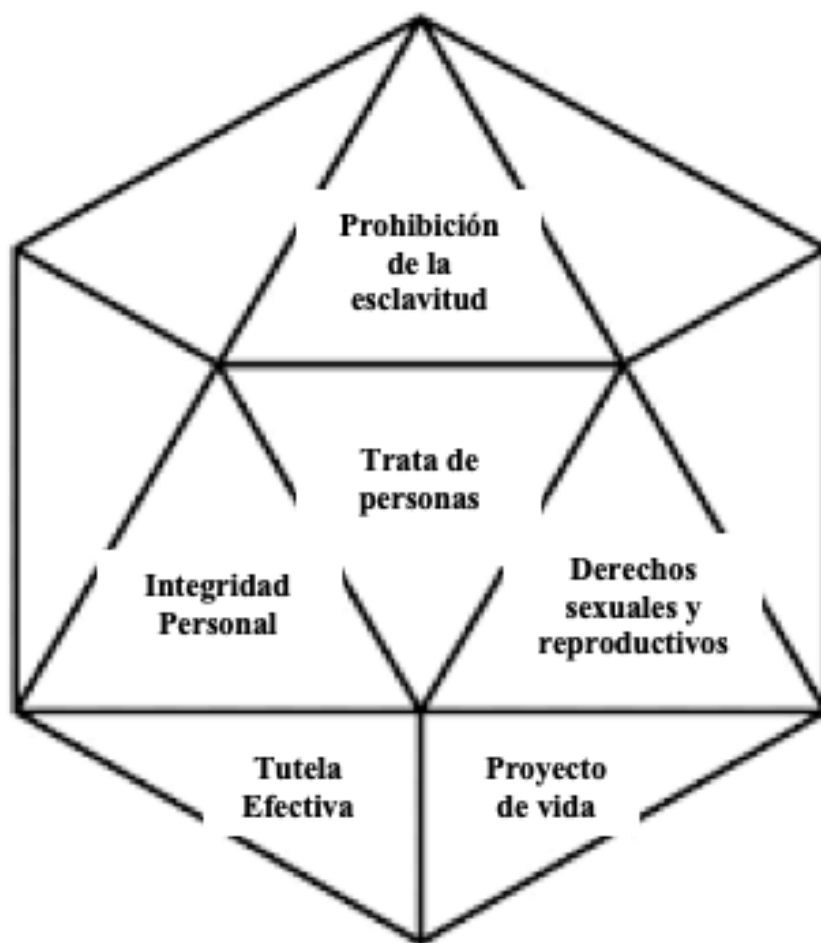 Prohibición
de la
esclavitud
Trata de
personas
Integridad
Personal
Derechos
sexuales y
reproductivos
Tutela
Efectiva
Proyecto
de vida